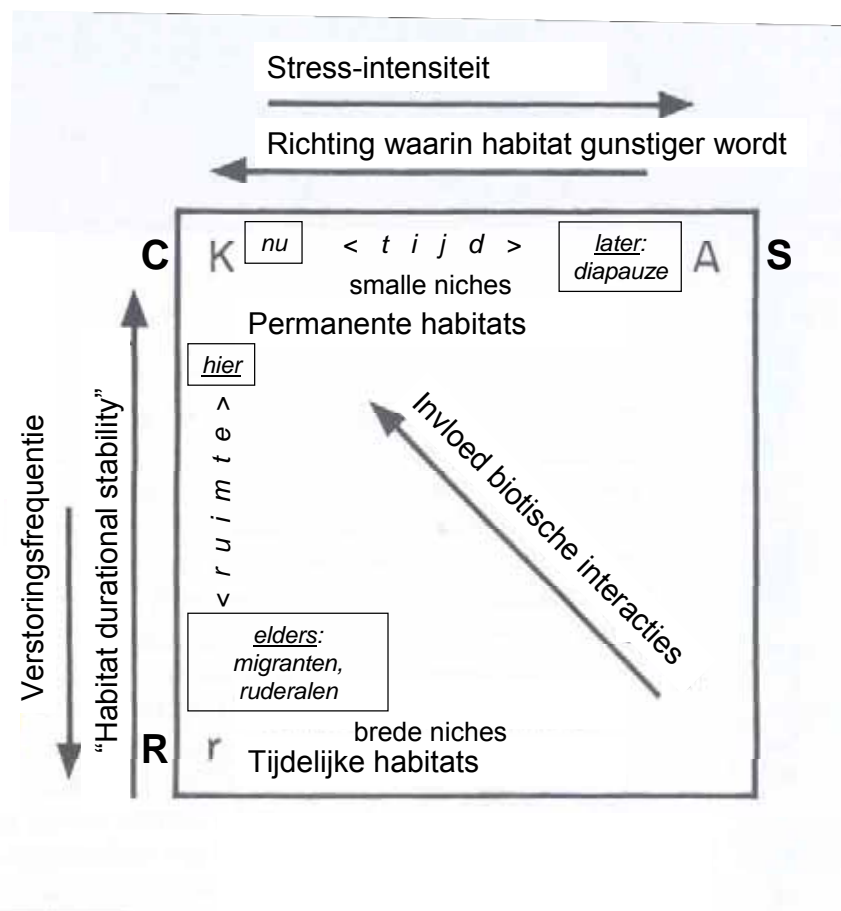 Stress-intensiteit
Richting waarin habitat gunstiger wordt
C
K
nu
< t i j d >
later:
diapauze
A
S
smalle niches
Permanente habitats
hier
< r u i m t e >
Invloed biotische interacties
Verstoringsfrequentie
“Habitat durational stability”
elders:
migranten,
ruderalen
R
r
brede niches
Tijdelijke habitats